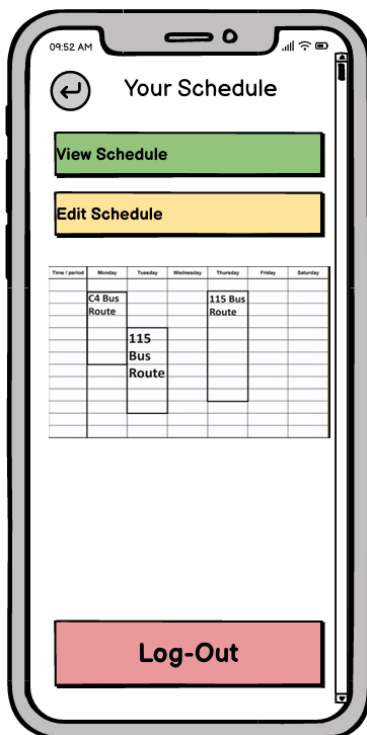 09:52 AM
Your Schedule
View Schedule
Edit Schedule
Time / period Monday Tuesday Wednesday Thursday Friday Saturday
C4 Bus
Route
115 Bus
Route
115
Bus
Route
Log-Out